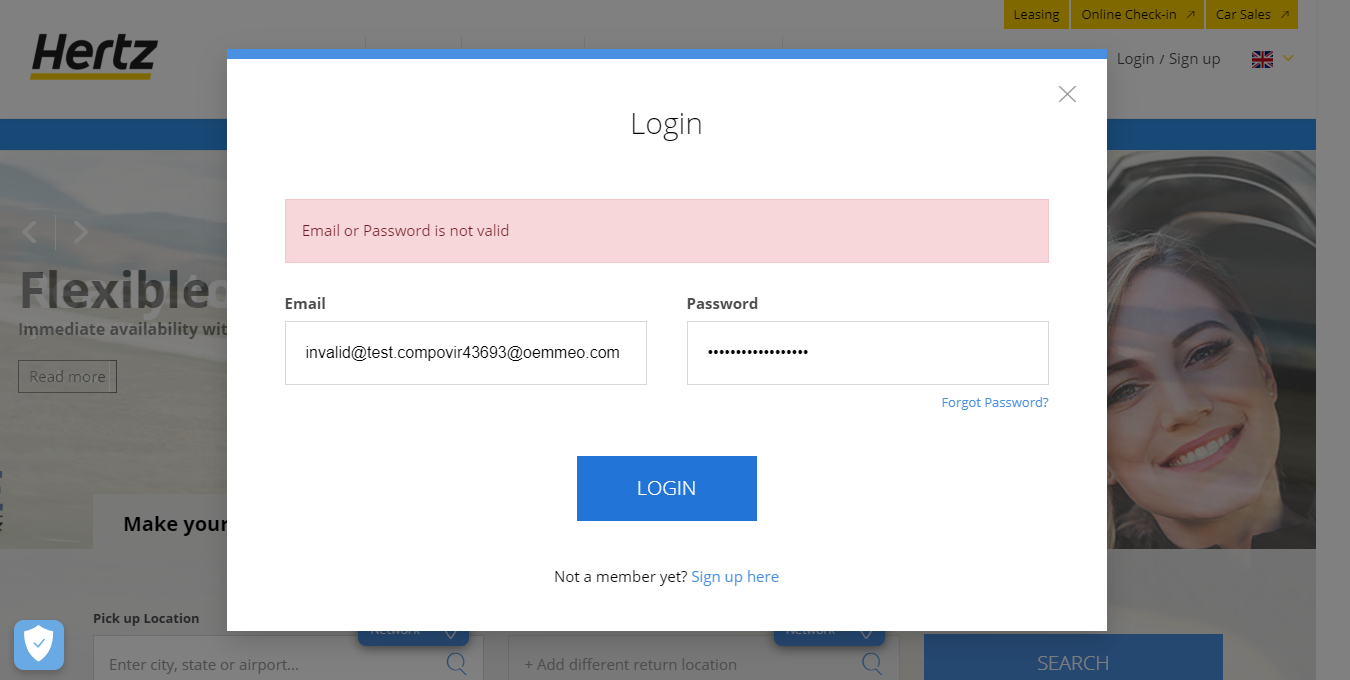 Leasing
Online Check-in
Car Sales
Hertz
Login / Sign up
Login
Email or Password is not valid
Email
Password
invalid@test.compovir43693@oemmeo.com
••••••••••••••••••
Forgot Password?
LOGIN
Not a member yet? Sign up here
Flexible
Immediate availability wit
Read more
Make your
Pick up Location
Network
Network
Enter city, state or airport...
+ Add different return location
SEARCH